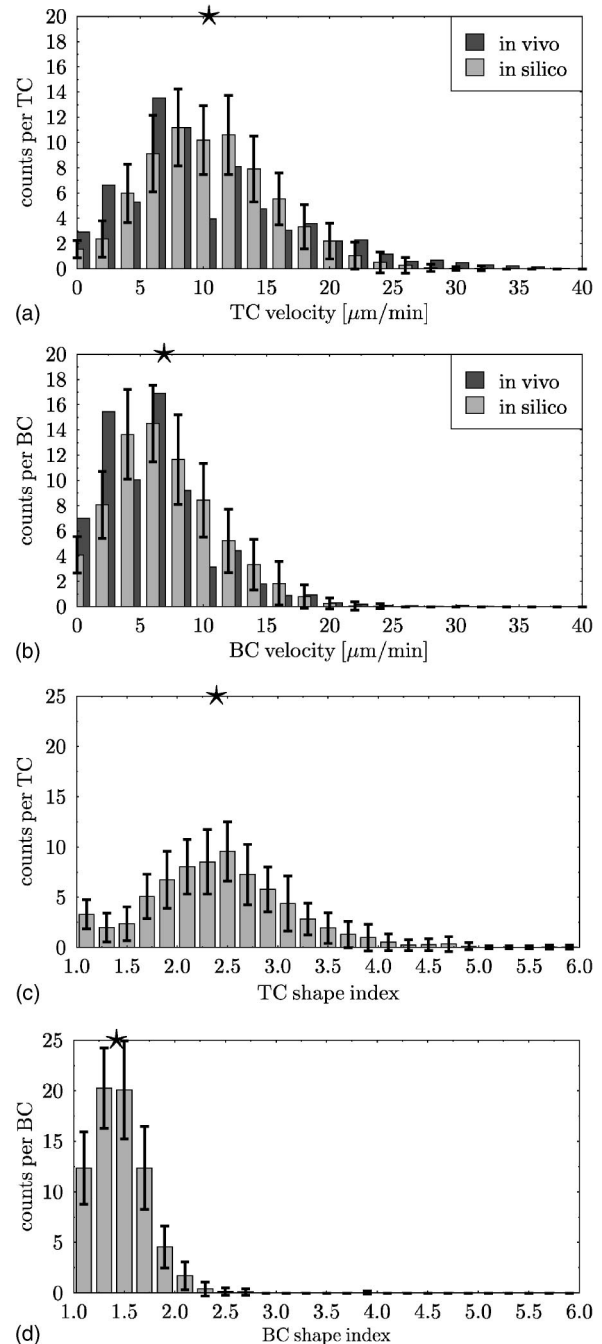 20
18
16
14
12
10
8
6
4
2
0
counts per TC
in vivo
in silico
0 5 10 15 20 25 30 35 40
(a) TC velocity [μm/min]
20
18
16
14
12
10
8
6
4
2
0
counts per BC
in vivo
in silico
0 5 10 15 20 25 30 35 40
(b) BC velocity [μm/min]
25
20
15
10
5
0
counts per TC
1.0 1.5 2.0 2.5 3.0 3.5 4.0 4.5 5.0 5.5 6.0
(c) TC shape index
25
20
15
10
5
0
counts per BC
1.0 1.5 2.0 2.5 3.0 3.5 4.0 4.5 5.0 5.5 6.0
(d) BC shape index